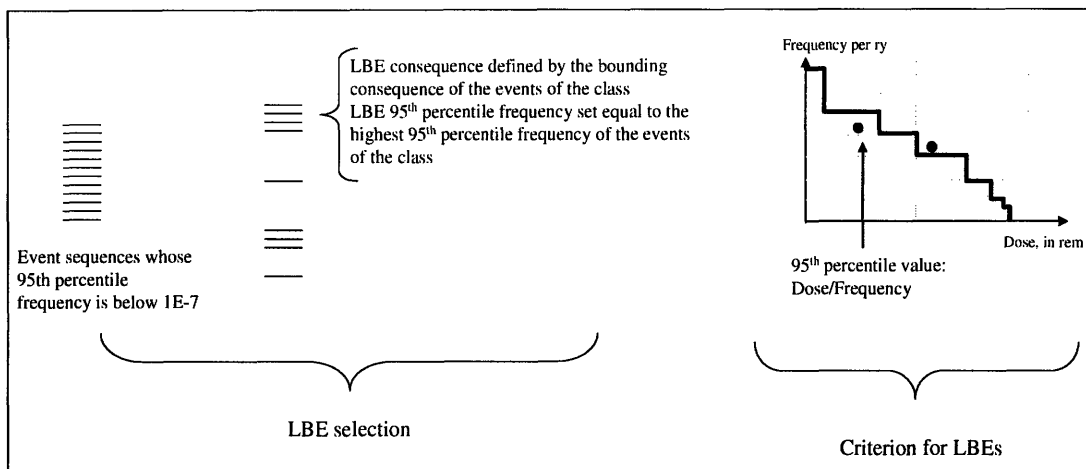 LBE consequence defined by the bounding
consequence of the events of the class
LBE 95th percentile frequency set equal to the
highest 95th percentile frequency of the events
of the class
Event sequences whose
95th percentile
frequency is below 1E-7
LBE selection
Frequency per ry
Dose, in rem
95th percentile value:
Dose/Frequency
Criterion for LBEs